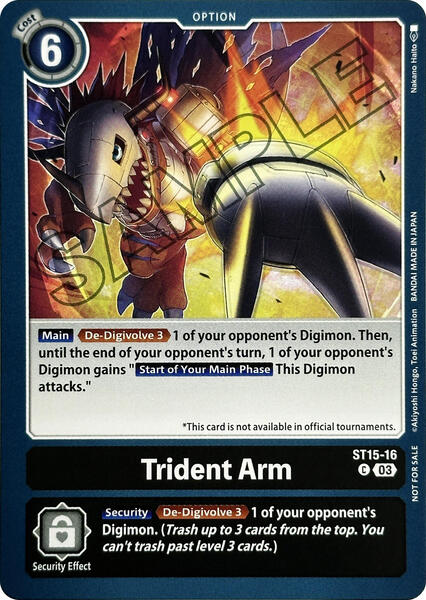 OPTION
Cost
6
Nakano Haito
SAMPLE
Main De-Digivolve 3 1 of your opponent's Digimon. Then,
until the end of your opponent's turn, 1 of your opponent's
Digimon gains " Start of Your Main Phase This Digimon
attacks."
*This card is not available in official tournaments.
©Akiyoshi Hongo, Toei Animation BANDAI MADE IN JAPAN
NOT FOR SALE
ST15-16
Trident Arm
C 03
Security De-Digivolve 3 1 of your opponent's
Digimon. (Trash up to 3 cards from the top. You
can't trash past level 3 cards.)
Security Effect